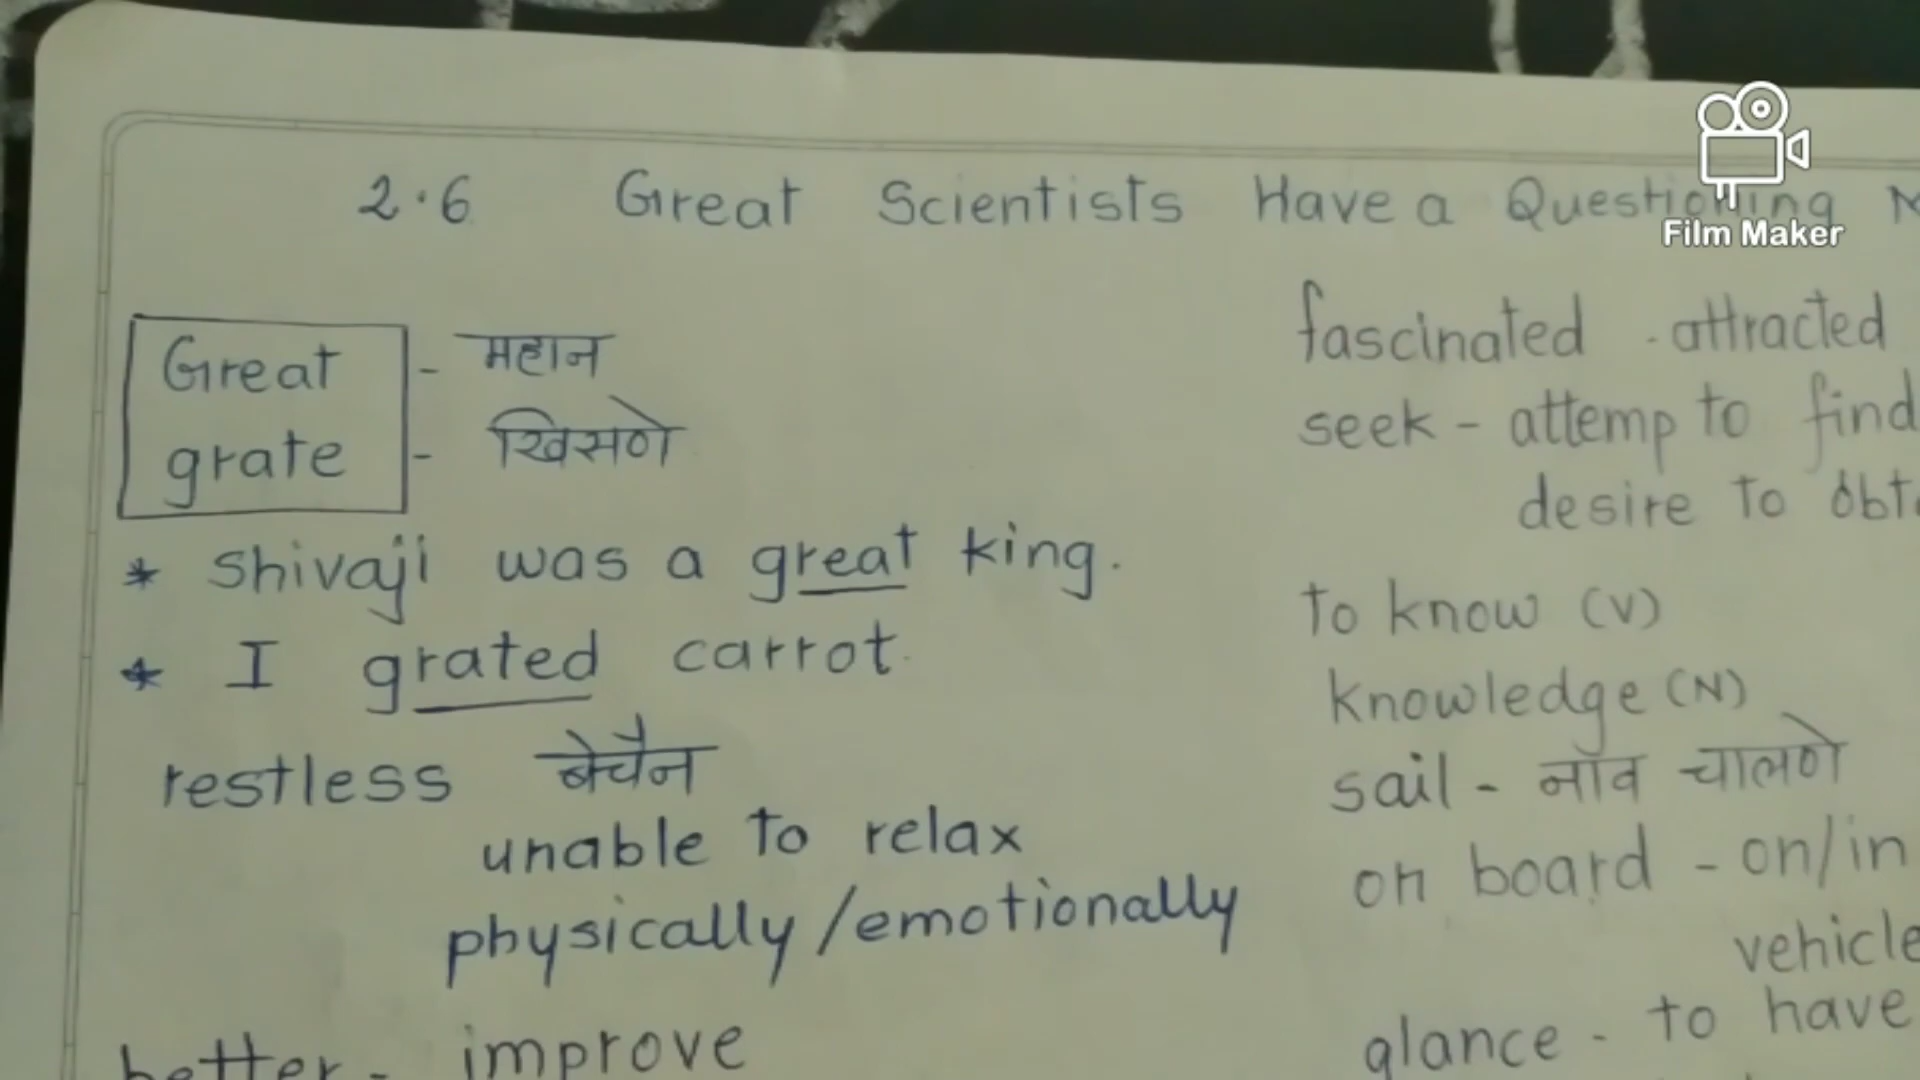 2.6 Great Scientists Have a Questioning
Film Maker
Great - महान
grate - खिसणे
* Shivaji was a great king.
* I grated carrot.
restless बेचैन
unable to relax
physically/emotionally
better - improve
fascinated - attracted
seek - attemp to find
desire to
to know (V)
knowledge (N)
sail - नॉव चालणे
on board - on/in
vehicle
glance - to have